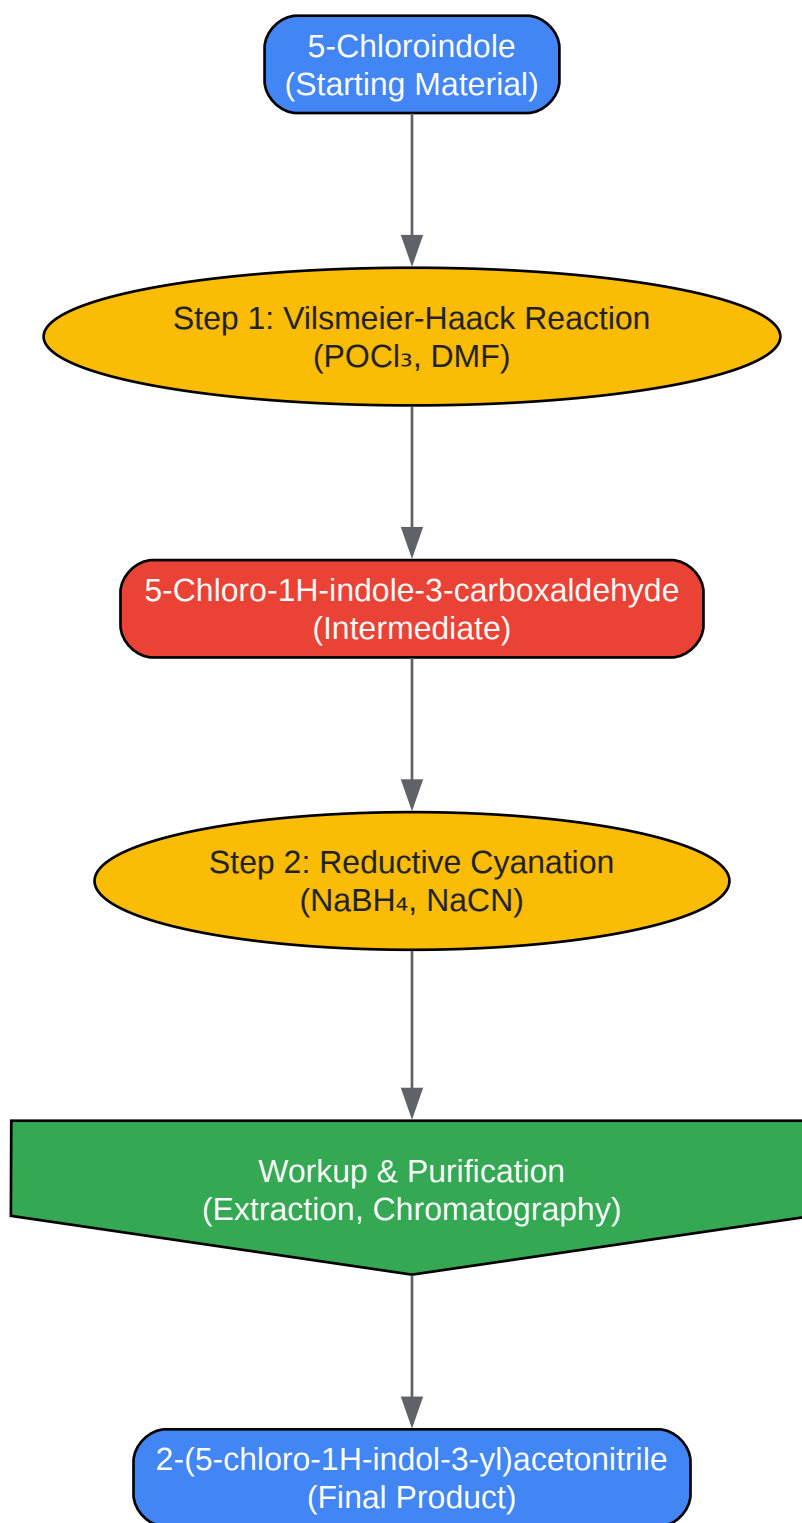 5-Chloroindole
(Starting Material)
Step 1: Vilsmeier-Haack Reaction
(POCl₃, DMF)
5-Chloro-1H-indole-3-carboxaldehyde
(Intermediate)
Step 2: Reductive Cyanation
(NaBH₄, NaCN)
Workup & Purification
(Extraction, Chromatography)
2-(5-chloro-1H-indol-3-yl)acetonitrile
(Final Product)